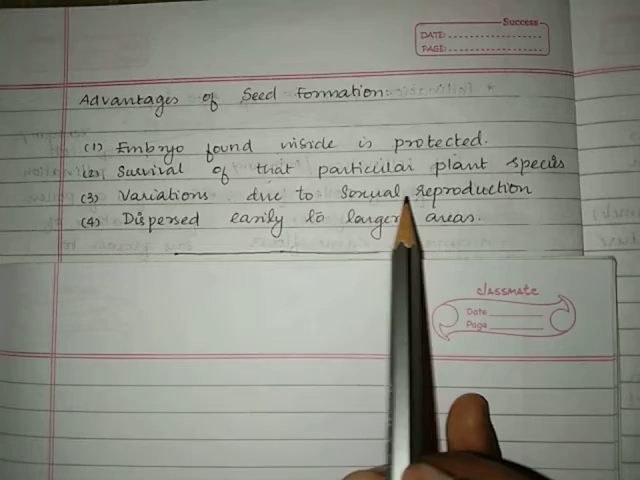 Success
DATE:
PAGE:
Advantages of Seed formation
(1) Embryo found inside is protected.
(2) Survival of that particular plant species
(3) Variations due to sexual reproduction
(4) Dispersed easily to larger areas.
classmate
Date
Page